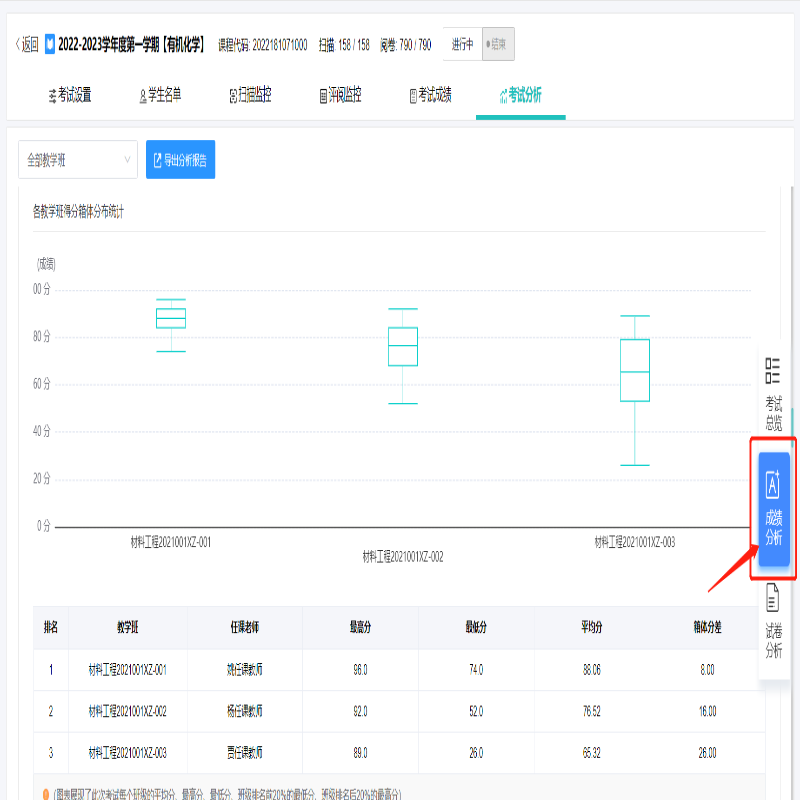 返回 2022-2023学年度第一学期【有机化学】 课程代码: 2022181071000 扫描: 158 / 158 阅卷: 790 / 790 进行中 结束
考试设置 学生名单 扫描监控 评阅监控 考试成绩 考试分析
全部教学班 导出分析报告
各教学班得分箱体分布统计
(成绩)
00 分
80 分
60 分
40 分
20 分
0 分
材料工程2021001XZ-001
材料工程2021001XZ-002
材料工程2021001XZ-003
考试
总览
成绩
分析
试卷
分析
排名 教学班 任课老师 最高分 最低分 平均分 箱体分差
1 材料工程2021001XZ-001 姚任课教师 96.0 74.0 88.06 8.00
2 材料工程2021001XZ-002 杨任课教师 92.0 52.0 76.52 16.00
3 材料工程2021001XZ-003 贾任课教师 89.0 26.0 65.32 26.00
(图表展现了此次考试每个班级的平均分、最高分、最低分、班级排名前20%的最低分、班级排名后20%的最高分)